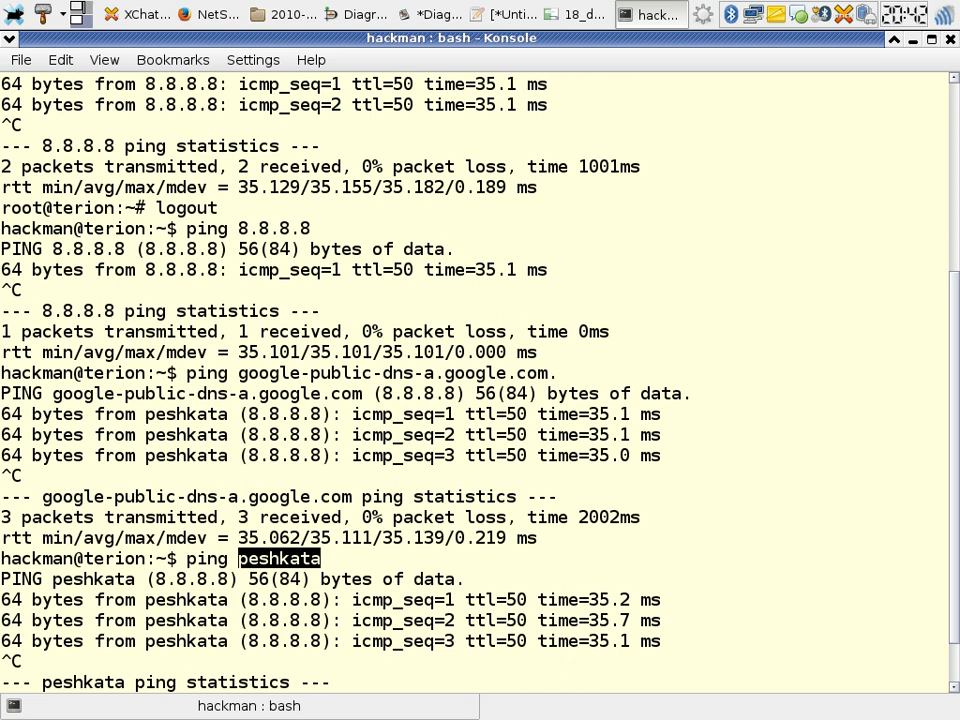 XChat...
NetS...
2010-...
Diagr...
*Diag...
[*Unti...
18_d...
hack...
20:42
hackman : bash - Konsole
File Edit View Bookmarks Settings Help
64 bytes from 8.8.8.8: icmp_seq=1 ttl=50 time=35.1 ms
64 bytes from 8.8.8.8: icmp_seq=2 ttl=50 time=35.1 ms
^C
--- 8.8.8.8 ping statistics ---
2 packets transmitted, 2 received, 0% packet loss, time 1001ms
rtt min/avg/max/mdev = 35.129/35.155/35.182/0.189 ms
root@terion:~# logout
hackman@terion:~$ ping 8.8.8.8
PING 8.8.8.8 (8.8.8.8) 56(84) bytes of data.
64 bytes from 8.8.8.8: icmp_seq=1 ttl=50 time=35.1 ms
^C
--- 8.8.8.8 ping statistics ---
1 packets transmitted, 1 received, 0% packet loss, time 0ms
rtt min/avg/max/mdev = 35.101/35.101/35.101/0.000 ms
hackman@terion:~$ ping google-public-dns-a.google.com.
PING google-public-dns-a.google.com (8.8.8.8) 56(84) bytes of data.
64 bytes from peshkata (8.8.8.8): icmp_seq=1 ttl=50 time=35.1 ms
64 bytes from peshkata (8.8.8.8): icmp_seq=2 ttl=50 time=35.1 ms
64 bytes from peshkata (8.8.8.8): icmp_seq=3 ttl=50 time=35.0 ms
^C
--- google-public-dns-a.google.com ping statistics ---
3 packets transmitted, 3 received, 0% packet loss, time 2002ms
rtt min/avg/max/mdev = 35.062/35.111/35.139/0.219 ms
hackman@terion:~$ ping peshkata
PING peshkata (8.8.8.8) 56(84) bytes of data.
64 bytes from peshkata (8.8.8.8): icmp_seq=1 ttl=50 time=35.2 ms
64 bytes from peshkata (8.8.8.8): icmp_seq=2 ttl=50 time=35.7 ms
64 bytes from peshkata (8.8.8.8): icmp_seq=3 ttl=50 time=35.1 ms
^C
--- peshkata ping statistics ---
hackman : bash